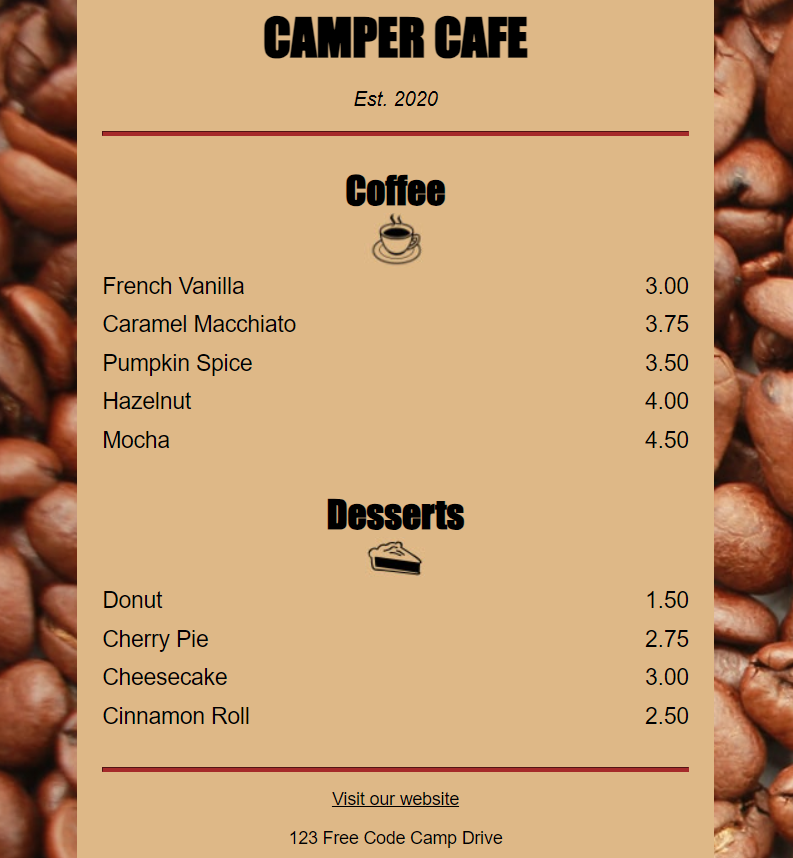 CAMPER CAFE
Est. 2020
Coffee
French Vanilla 3.00
Caramel Macchiato 3.75
Pumpkin Spice 3.50
Hazelnut 4.00
Mocha 4.50
Desserts
Donut 1.50
Cherry Pie 2.75
Cheesecake 3.00
Cinnamon Roll 2.50
Visit our website
123 Free Code Camp Drive